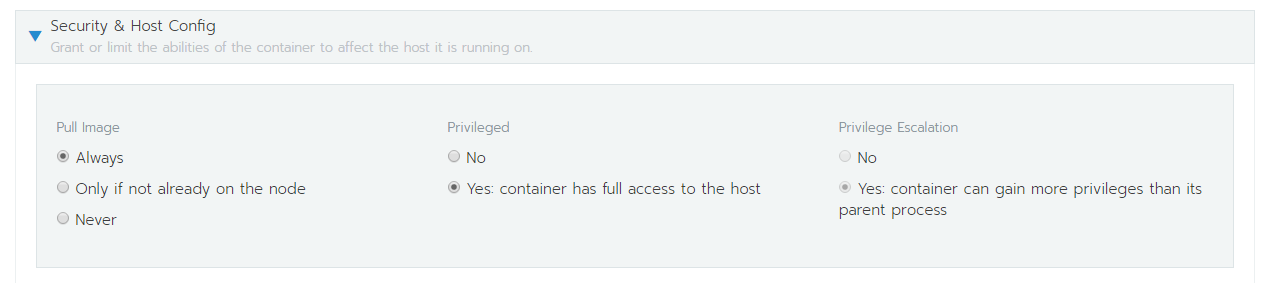 Security & Host Config
Grant or limit the abilities of the container to affect the host it is running on.
Pull Image
Always
Only if not already on the node
Never
Privileged
No
Yes: container has full access to the host
Privilege Escalation
No
Yes: container can gain more privileges than its
parent process